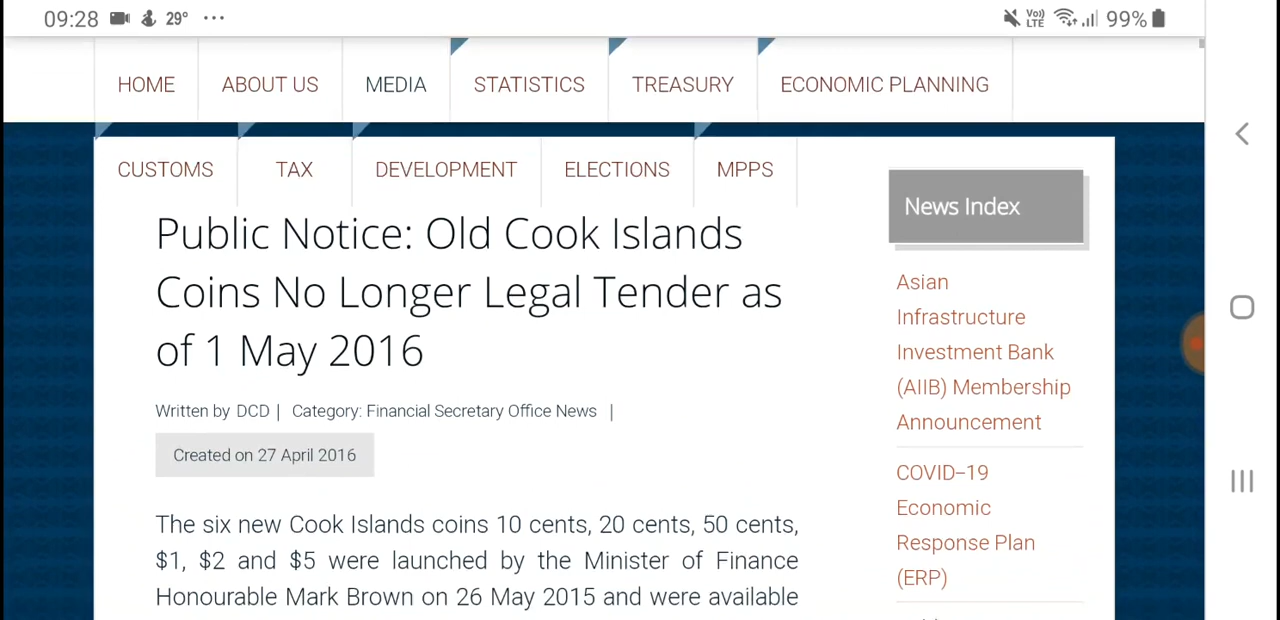 09:28 29° ... Vo) LTE 99%
HOME ABOUT US MEDIA STATISTICS TREASURY ECONOMIC PLANNING
CUSTOMS TAX DEVELOPMENT ELECTIONS MPPS
Public Notice: Old Cook Islands
Coins No Longer Legal Tender as
of 1 May 2016
Written by DCD | Category: Financial Secretary Office News |
Created on 27 April 2016
The six new Cook Islands coins 10 cents, 20 cents, 50 cents,
$1, $2 and $5 were launched by the Minister of Finance
Honourable Mark Brown on 26 May 2015 and were available
News Index
Asian
Infrastructure
Investment Bank
(AIIB) Membership
Announcement
COVID–19
Economic
Response Plan
(ERP)